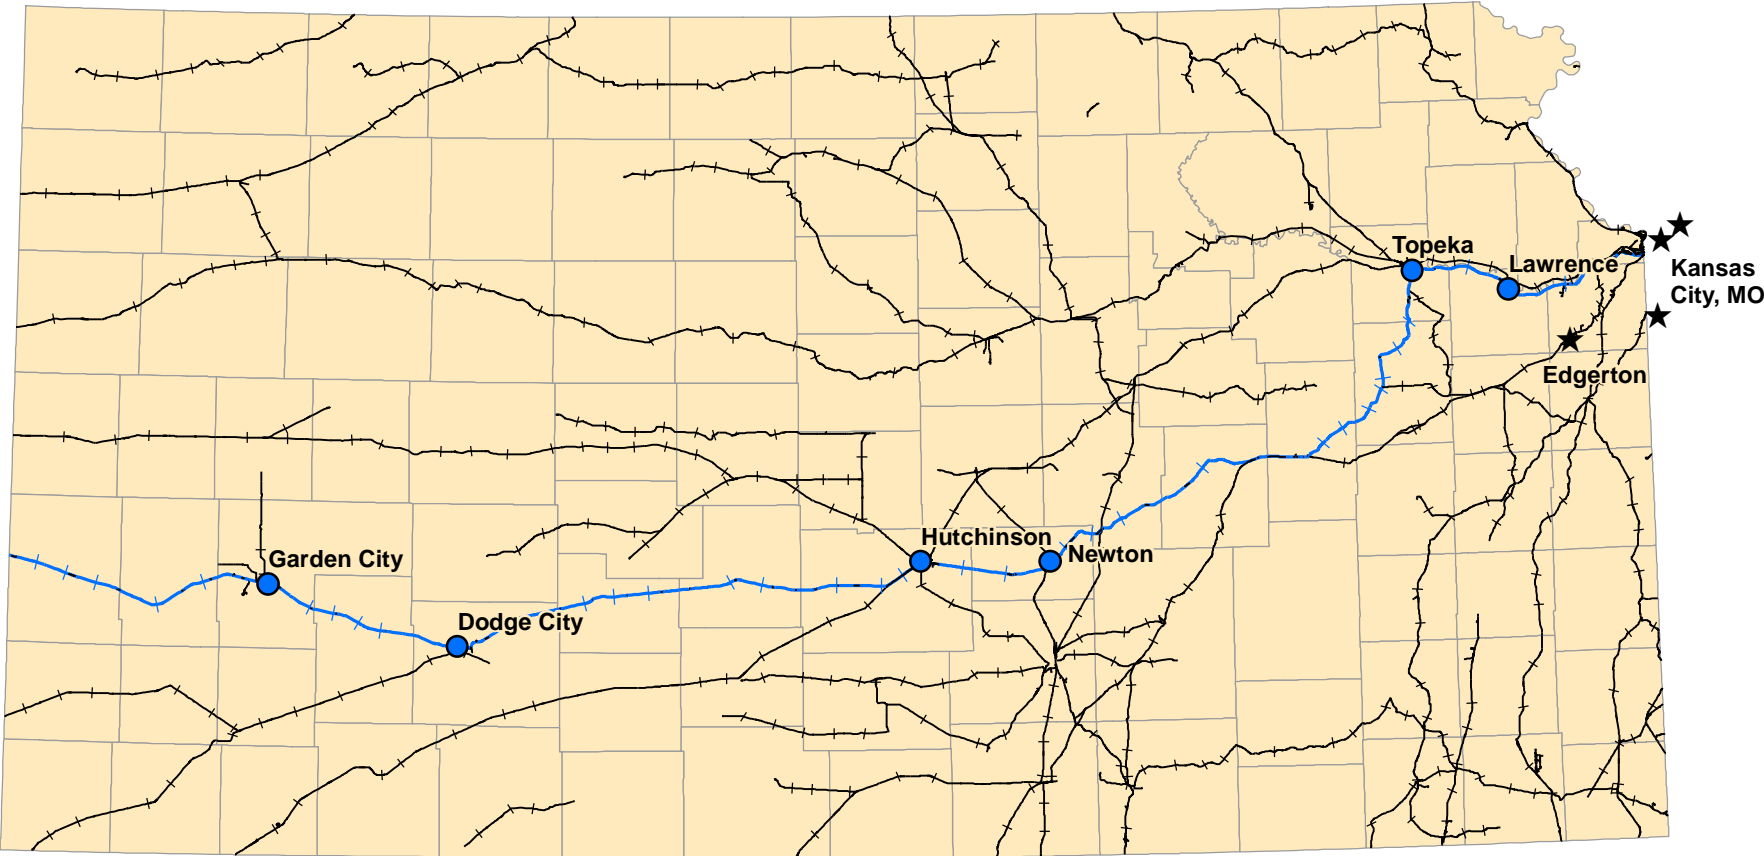 Topeka
Lawrence
Kansas
City, MO
Edgerton
Hutchinson
Newton
Garden City
Dodge City